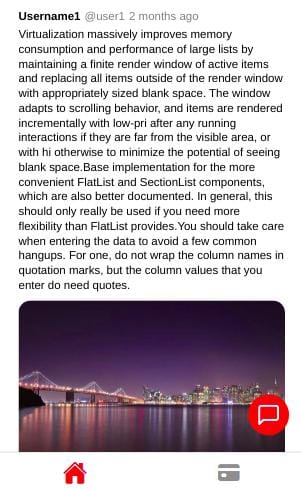 Username1 @user1 2 months ago
Virtualization massively improves memory
consumption and performance of large lists by
maintaining a finite render window of active items
and replacing all items outside of the render window
with appropriately sized blank space. The window
adapts to scrolling behavior, and items are rendered
incrementally with low-pri after any running
interactions if they are far from the visible area, or
with hi otherwise to minimize the potential of seeing
blank space.Base implementation for the more
convenient FlatList and SectionList components,
which are also better documented. In general, this
should only really be used if you need more
flexibility than FlatList provides.You should take care
when entering the data to avoid a few common
hangups. For one, do not wrap the column names in
quotation marks, but the column values that you
enter do need quotes.